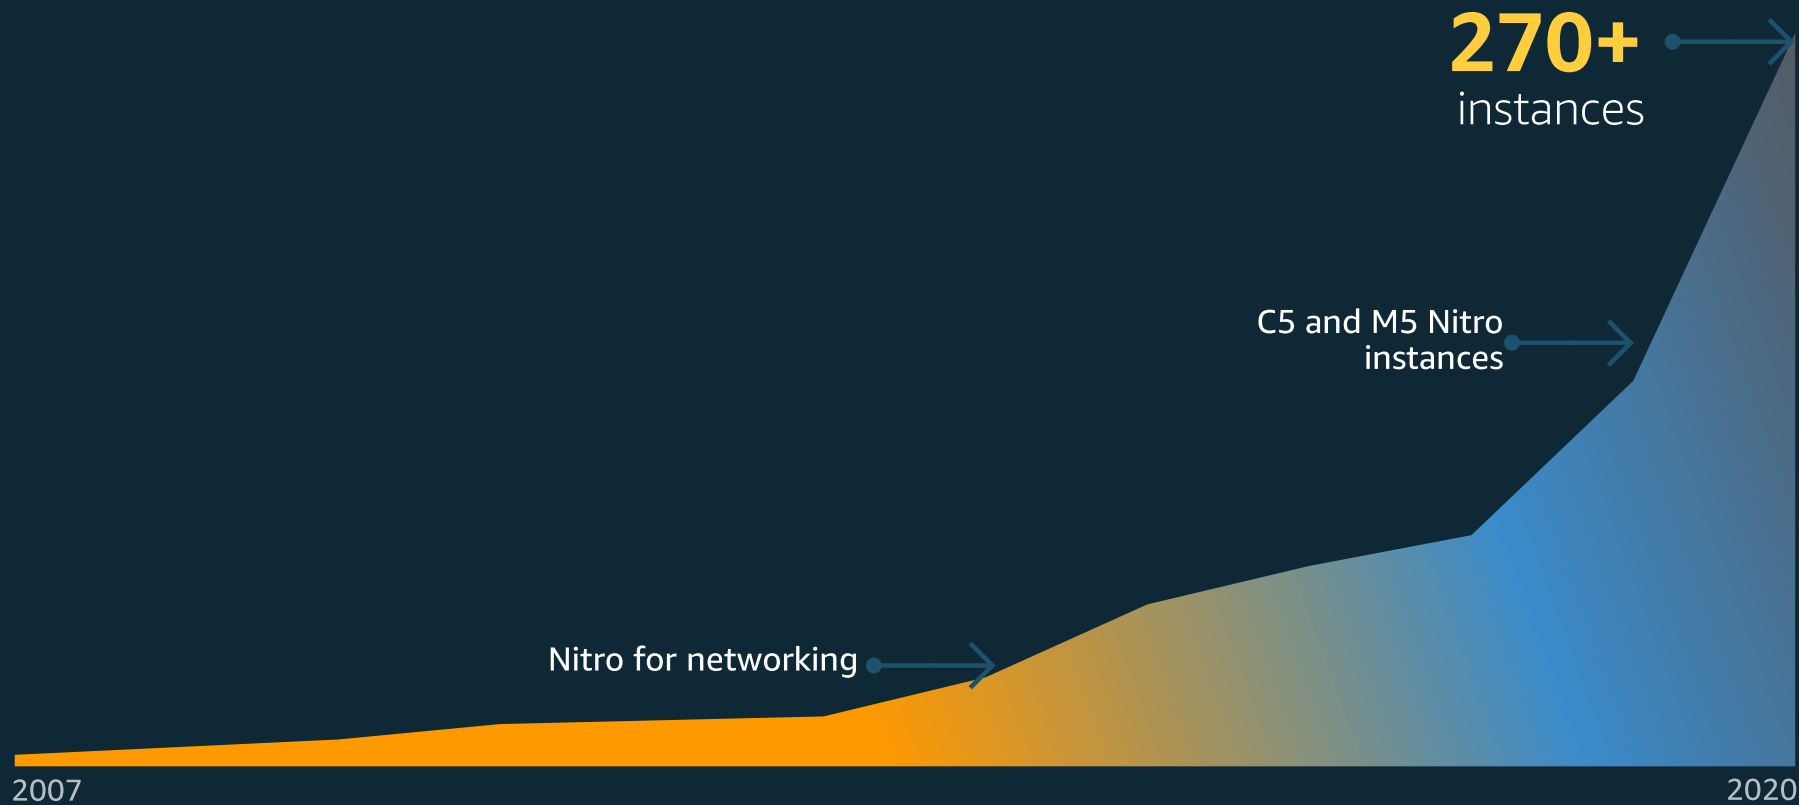 270+
instances
C5 and M5 Nitro
instances
Nitro for networking
2007
2020